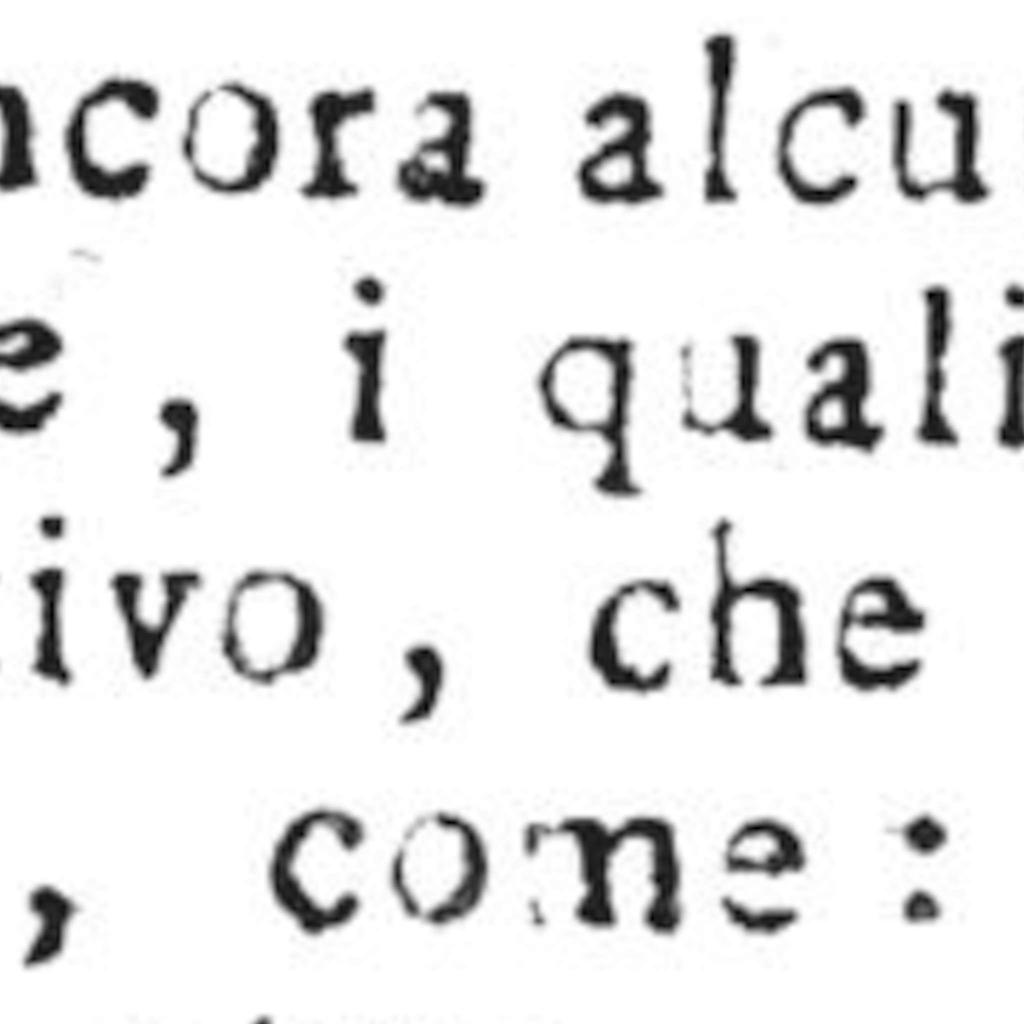 ncora alcu
e, i quali
ivo, che
, come: